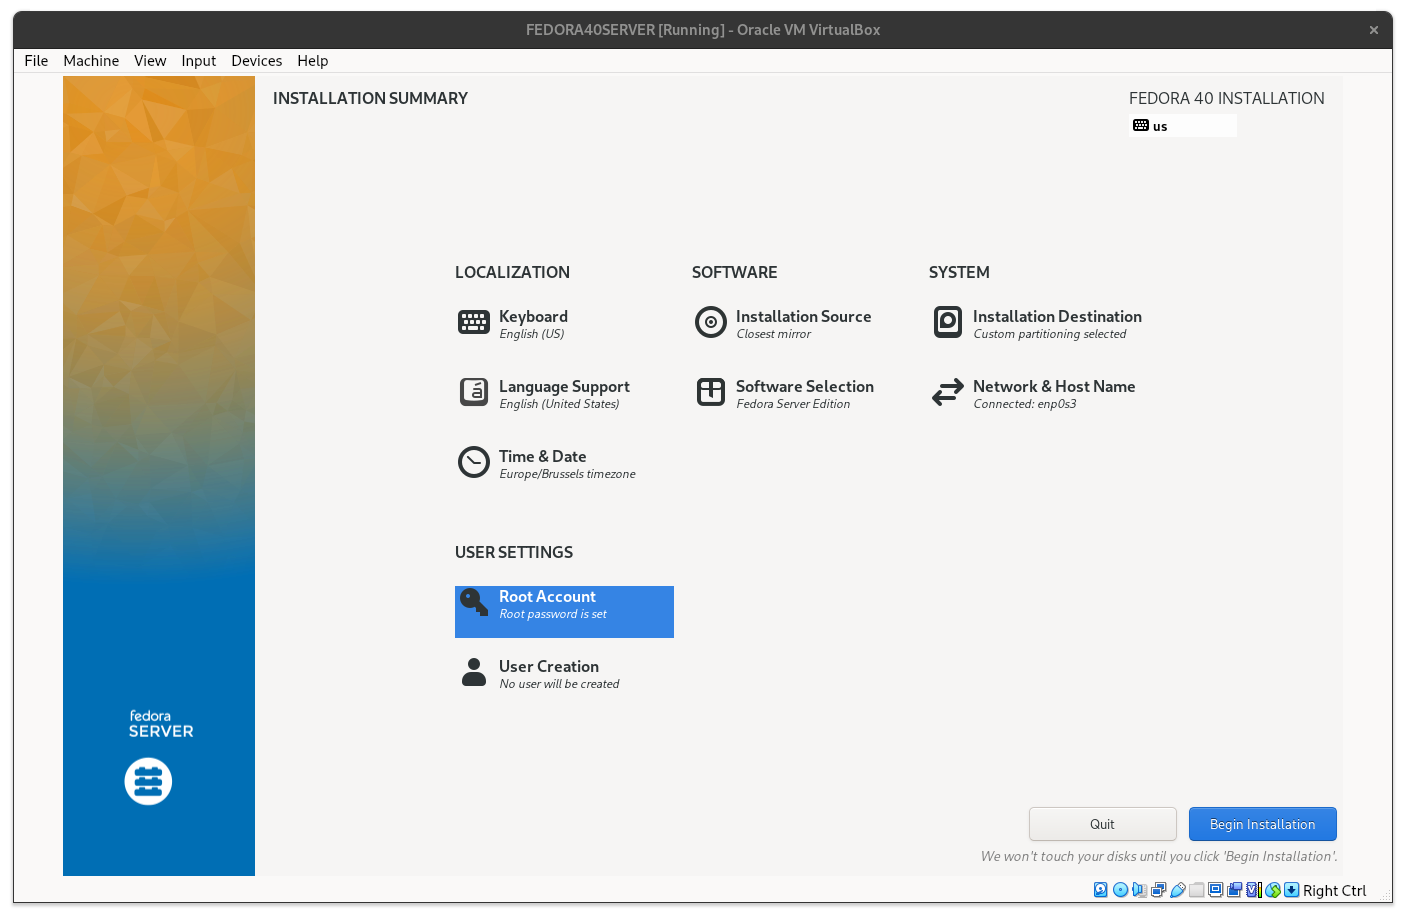 FEDORA40SERVER [Running] - Oracle VM VirtualBox
File Machine View Input Devices Help
INSTALLATION SUMMARY
FEDORA 40 INSTALLATION
us
LOCALIZATION
Keyboard
English (US)
Language Support
English (United States)
Time & Date
Europe/Brussels timezone
SOFTWARE
Installation Source
Closest mirror
Software Selection
Fedora Server Edition
SYSTEM
Installation Destination
Custom partitioning selected
Network & Host Name
Connected: enp0s3
USER SETTINGS
Root Account
Root password is set
User Creation
No user will be created
fedora
SERVER
Quit
Begin Installation
We won't touch your disks until you click 'Begin Installation'.
Right Ctrl